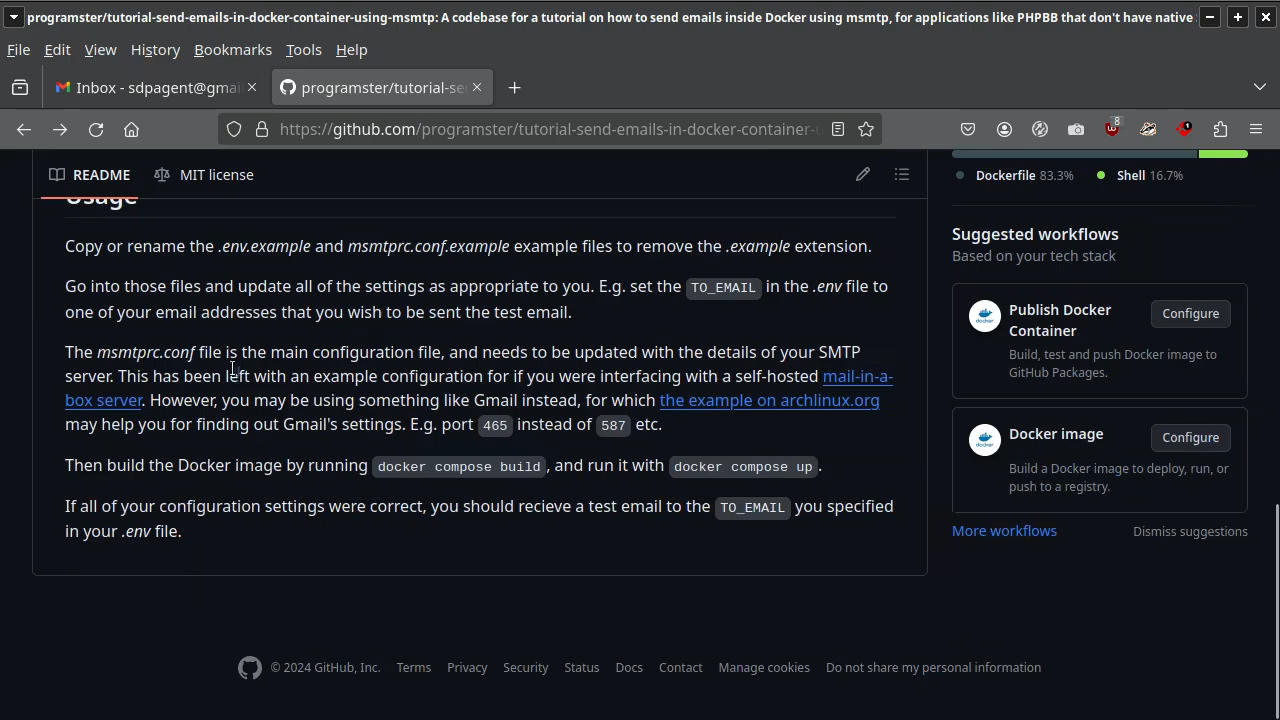 programster/tutorial-send-emails-in-docker-container-using-msmtp: A codebase for a tutorial on how to send emails inside Docker using msmtp, for applications like PHPBB that don't have native
File Edit View History Bookmarks Tools Help
Inbox - sdpagent@gmai
programster/tutorial-se
https://github.com/programster/tutorial-send-emails-in-docker-container-
8
1
README
MIT license
Usage
Copy or rename the .env.example and msmtprc.conf.example example files to remove the .example extension.
Go into those files and update all of the settings as appropriate to you. E.g. set the TO_EMAIL in the .env file to
one of your email addresses that you wish to be sent the test email.
The msmtprc.conf file is the main configuration file, and needs to be updated with the details of your SMTP
server. This has been left with an example configuration for if you were interfacing with a self-hosted mail-in-a-
box server. However, you may be using something like Gmail instead, for which the example on archlinux.org
may help you for finding out Gmail's settings. E.g. port 465 instead of 587 etc.
Then build the Docker image by running docker compose build, and run it with docker compose up.
If all of your configuration settings were correct, you should recieve a test email to the TO_EMAIL you specified
in your .env file.
Dockerfile 83.3% Shell 16.7%
Suggested workflows
Based on your tech stack
Publish Docker
Container
Configure
Build, test and push Docker image to
GitHub Packages.
Docker image
Configure
Build a Docker image to deploy, run, or
push to a registry.
More workflows
Dismiss suggestions
© 2024 GitHub, Inc. Terms Privacy Security Status Docs Contact Manage cookies Do not share my personal information